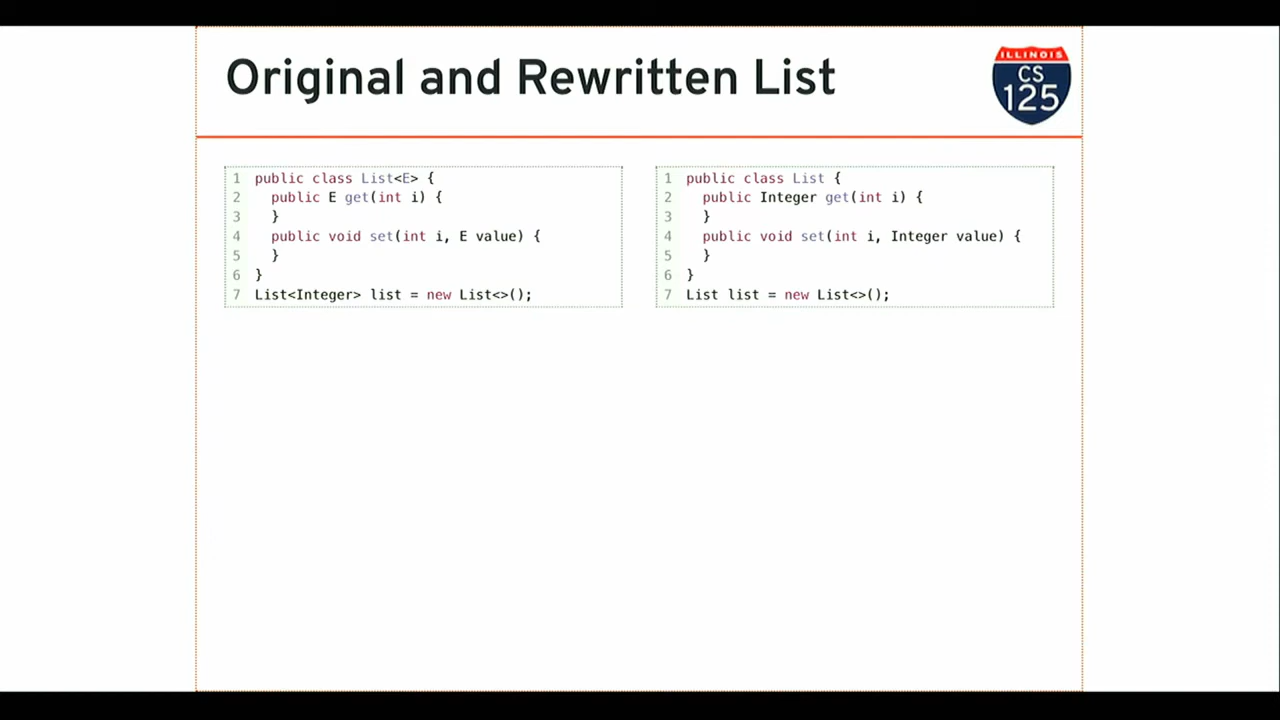 Original and Rewritten List
ILLINOIS
CS
125
1 public class List<E> {
2   public E get(int i) {
3   }
4   public void set(int i, E value) {
5   }
6 }
7 List<Integer> list = new List<>();
1 public class List {
2   public Integer get(int i) {
3   }
4   public void set(int i, Integer value) {
5   }
6 }
7 List list = new List<>();